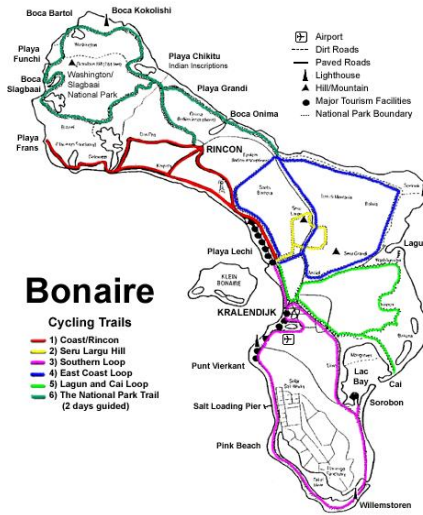 Boca Bartol
Boca Kokolishi
Playa
Funchi
Boca
Slagbaai
Washington/
Slagbaai
National Park
Playa Chikitu
Indian Inscriptions
Playa Grandi
Boca Onima
Playa
Frans
RINCON
Airport
Dirt Roads
Paved Roads
Lighthouse
Hill/Mountain
Major Tourism Facilities
National Park Boundary
Playa Lechi
KLEIN
BONAIRE
Lagun
KRALENDIJK
Punt Vierkant
Lac
Bay
Cai
Sorobon
Salt Loading Pier
Pink Beach
Willemstoren
Bonaire
Cycling Trails
1) Coast/Rincon
2) Seru Largu Hill
3) Southern Loop
4) East Coast Loop
5) Lagun and Cai Loop
6) The National Park Trail
(2 days guided)